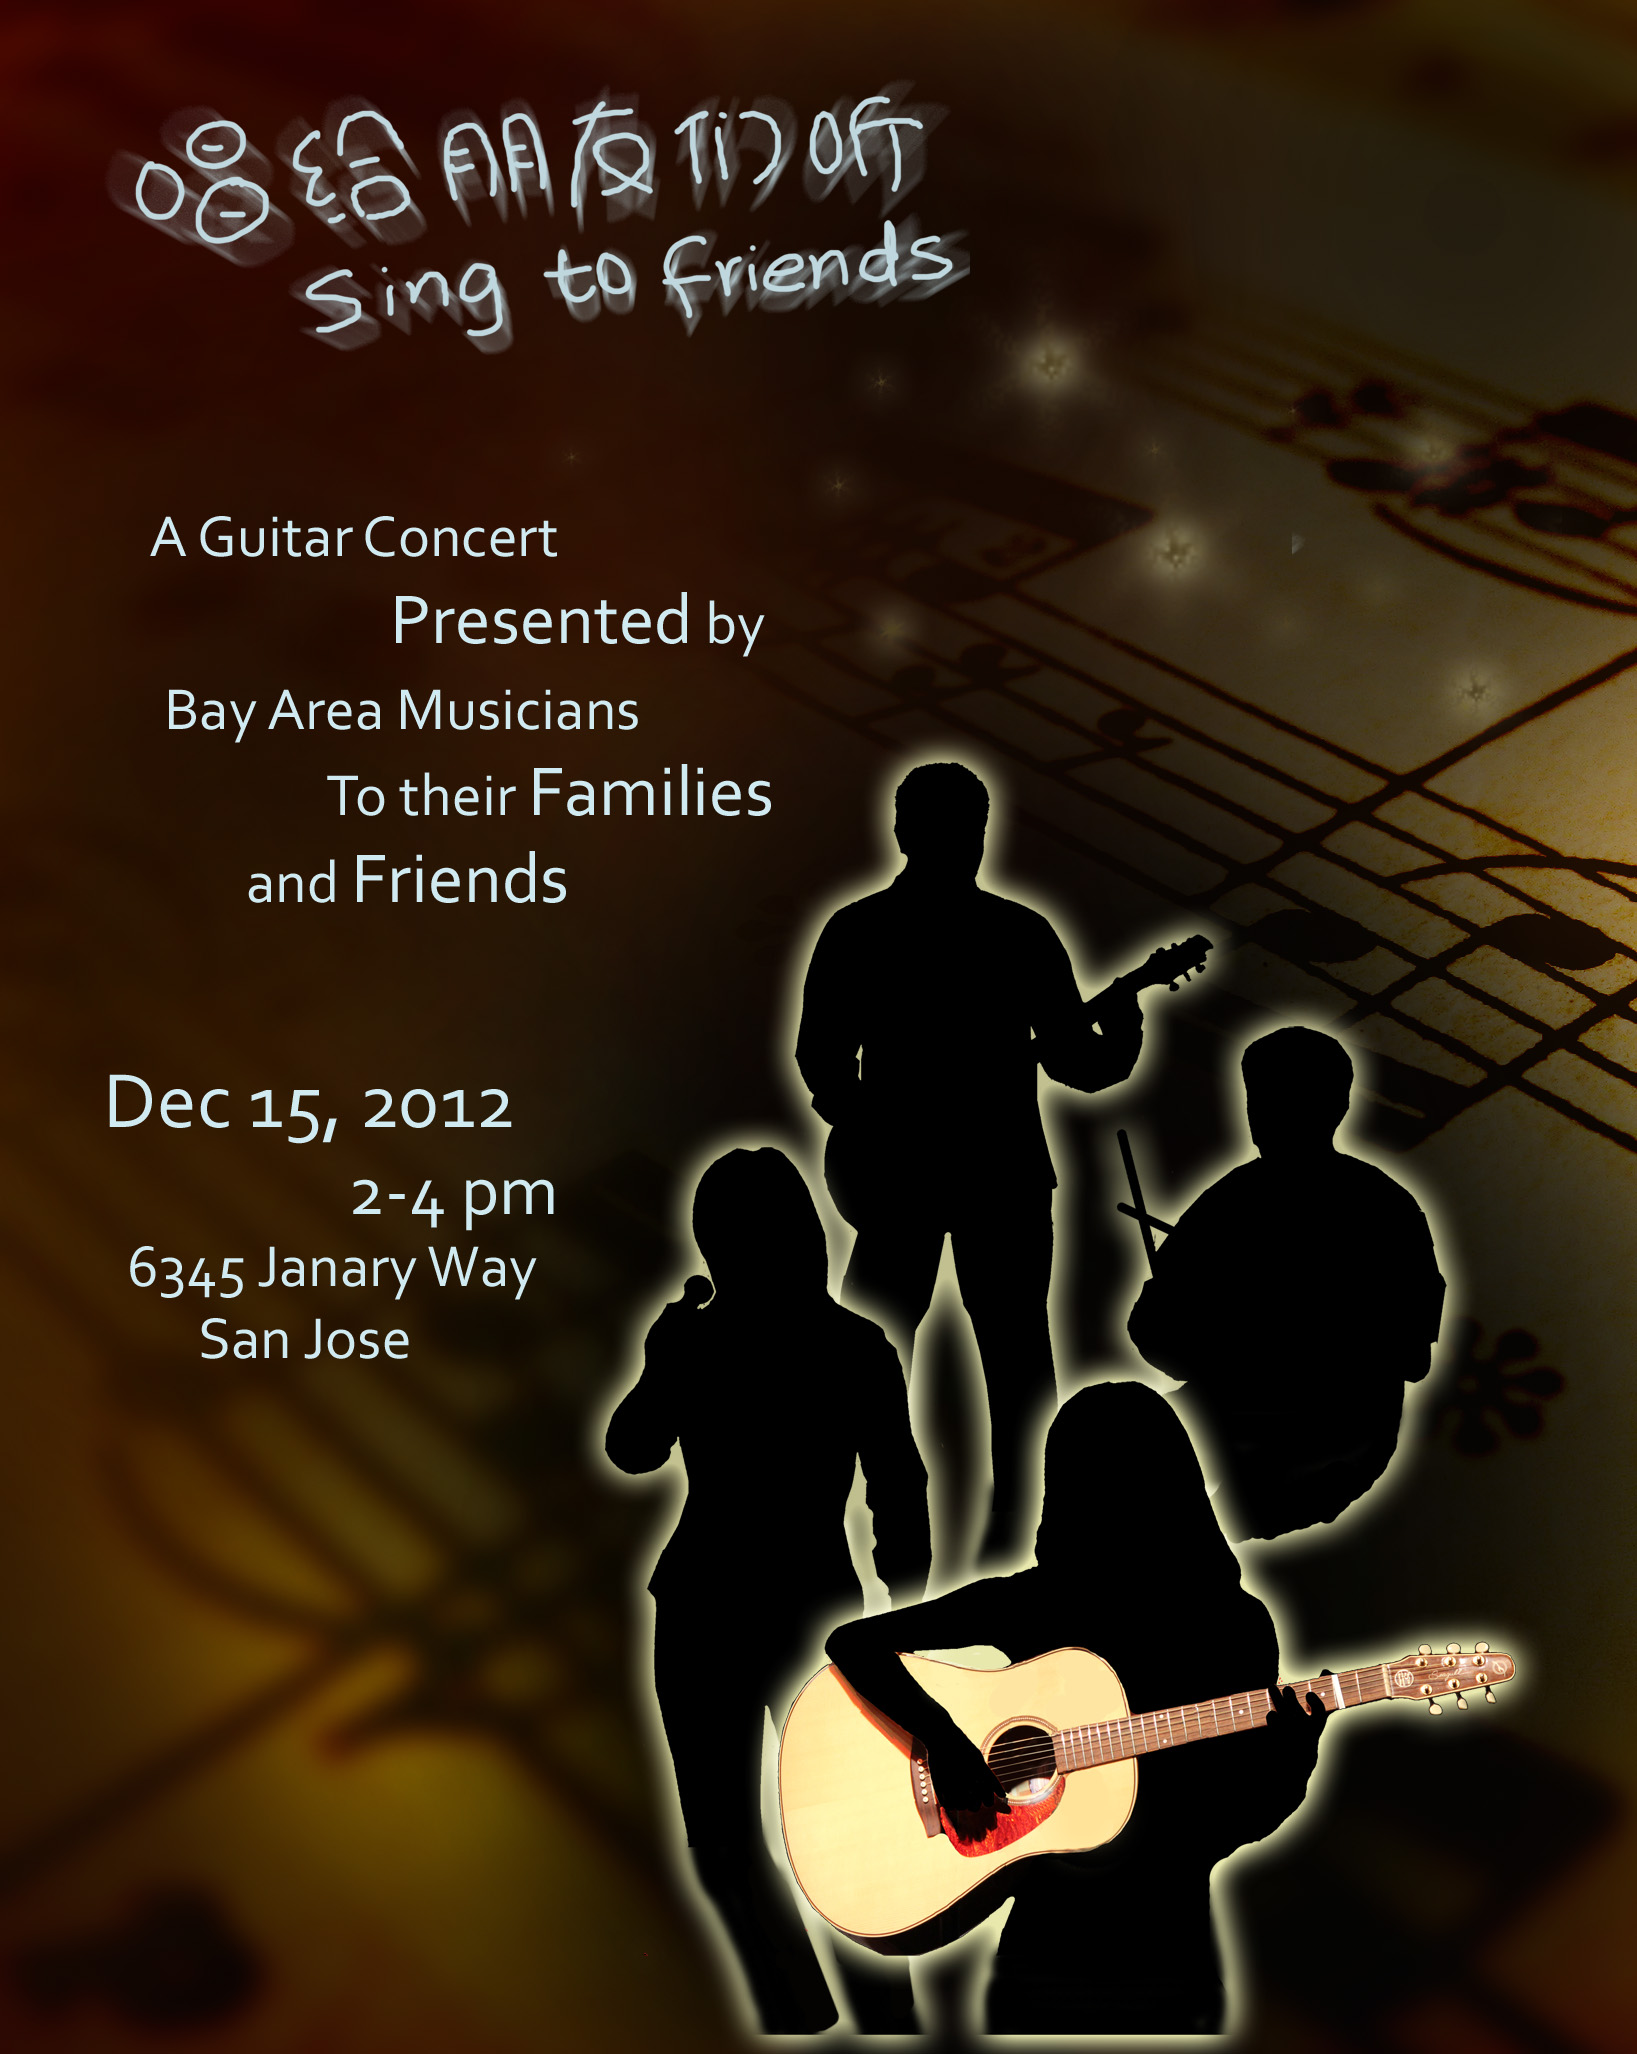 唱给朋友们听
Sing to friends
A Guitar Concert
Presented by
Bay Area Musicians
To their Families
and Friends
Dec 15, 2012
2-4 pm
6345 Janary Way
San Jose